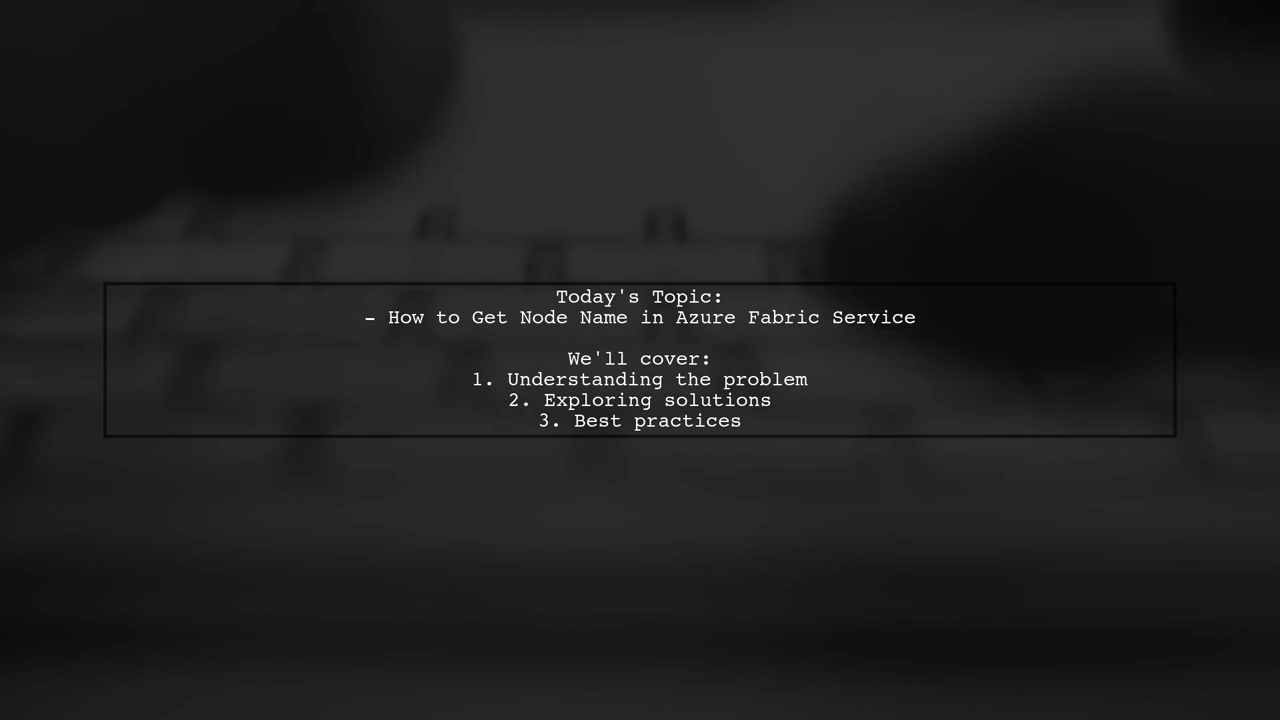 Today's Topic:
- How to Get Node Name in Azure Fabric Service
We'll cover:
1. Understanding the problem
2. Exploring solutions
3. Best practices